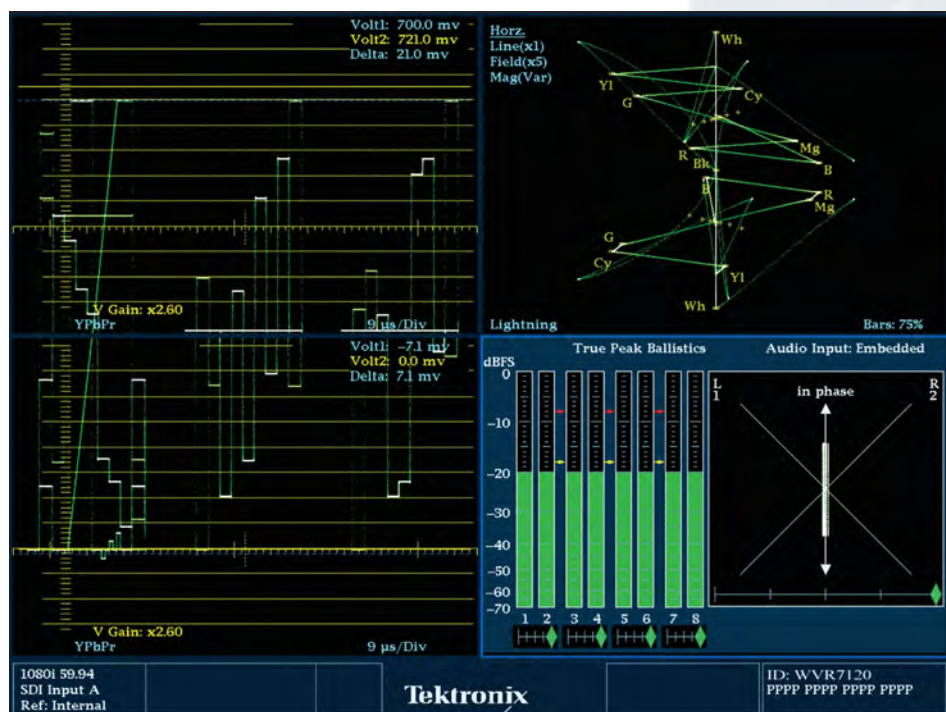 Volt1: 700.0 mv
Volt2: 721.0 mv
Delta: 21.0 mv
V Gain: x2.60
YPbPr
9 µs/Div
Horz.
Line(x1)
Field(x5)
Mag(Var)
Wh
Yl
G
Cy
R
Bk
Mg
B
B
R
Mg
G
Cy
Yl
Wh
Lightning
Bars: 75%
Volt1: –7.1 mv
Volt2: 0.0 mv
Delta: 7.1 mv
V Gain: x2.60
YPbPr
9 µs/Div
True Peak Ballistics
Audio Input: Embedded
dBFS
0
–10
–20
–30
–40
–50
–60
–70
1 2 3 4 5 6 7 8
L
1
in phase
R
2
1080i 59.94
SDI Input A
Ref: Internal
Tektronix
ID: WVR7120
PPPP PPPP PPPP PPPP